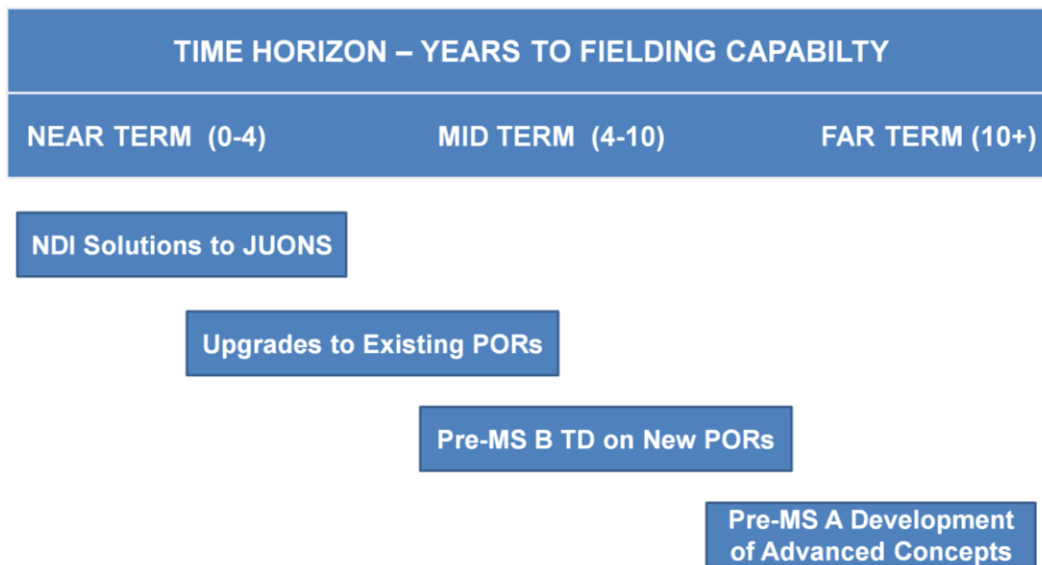 TIME HORIZON – YEARS TO FIELDING CAPABILTY
NEAR TERM (0-4) MID TERM (4-10) FAR TERM (10+)
NDI Solutions to JUONS
Upgrades to Existing PORs
Pre-MS B TD on New PORs
Pre-MS A Development
of Advanced Concepts